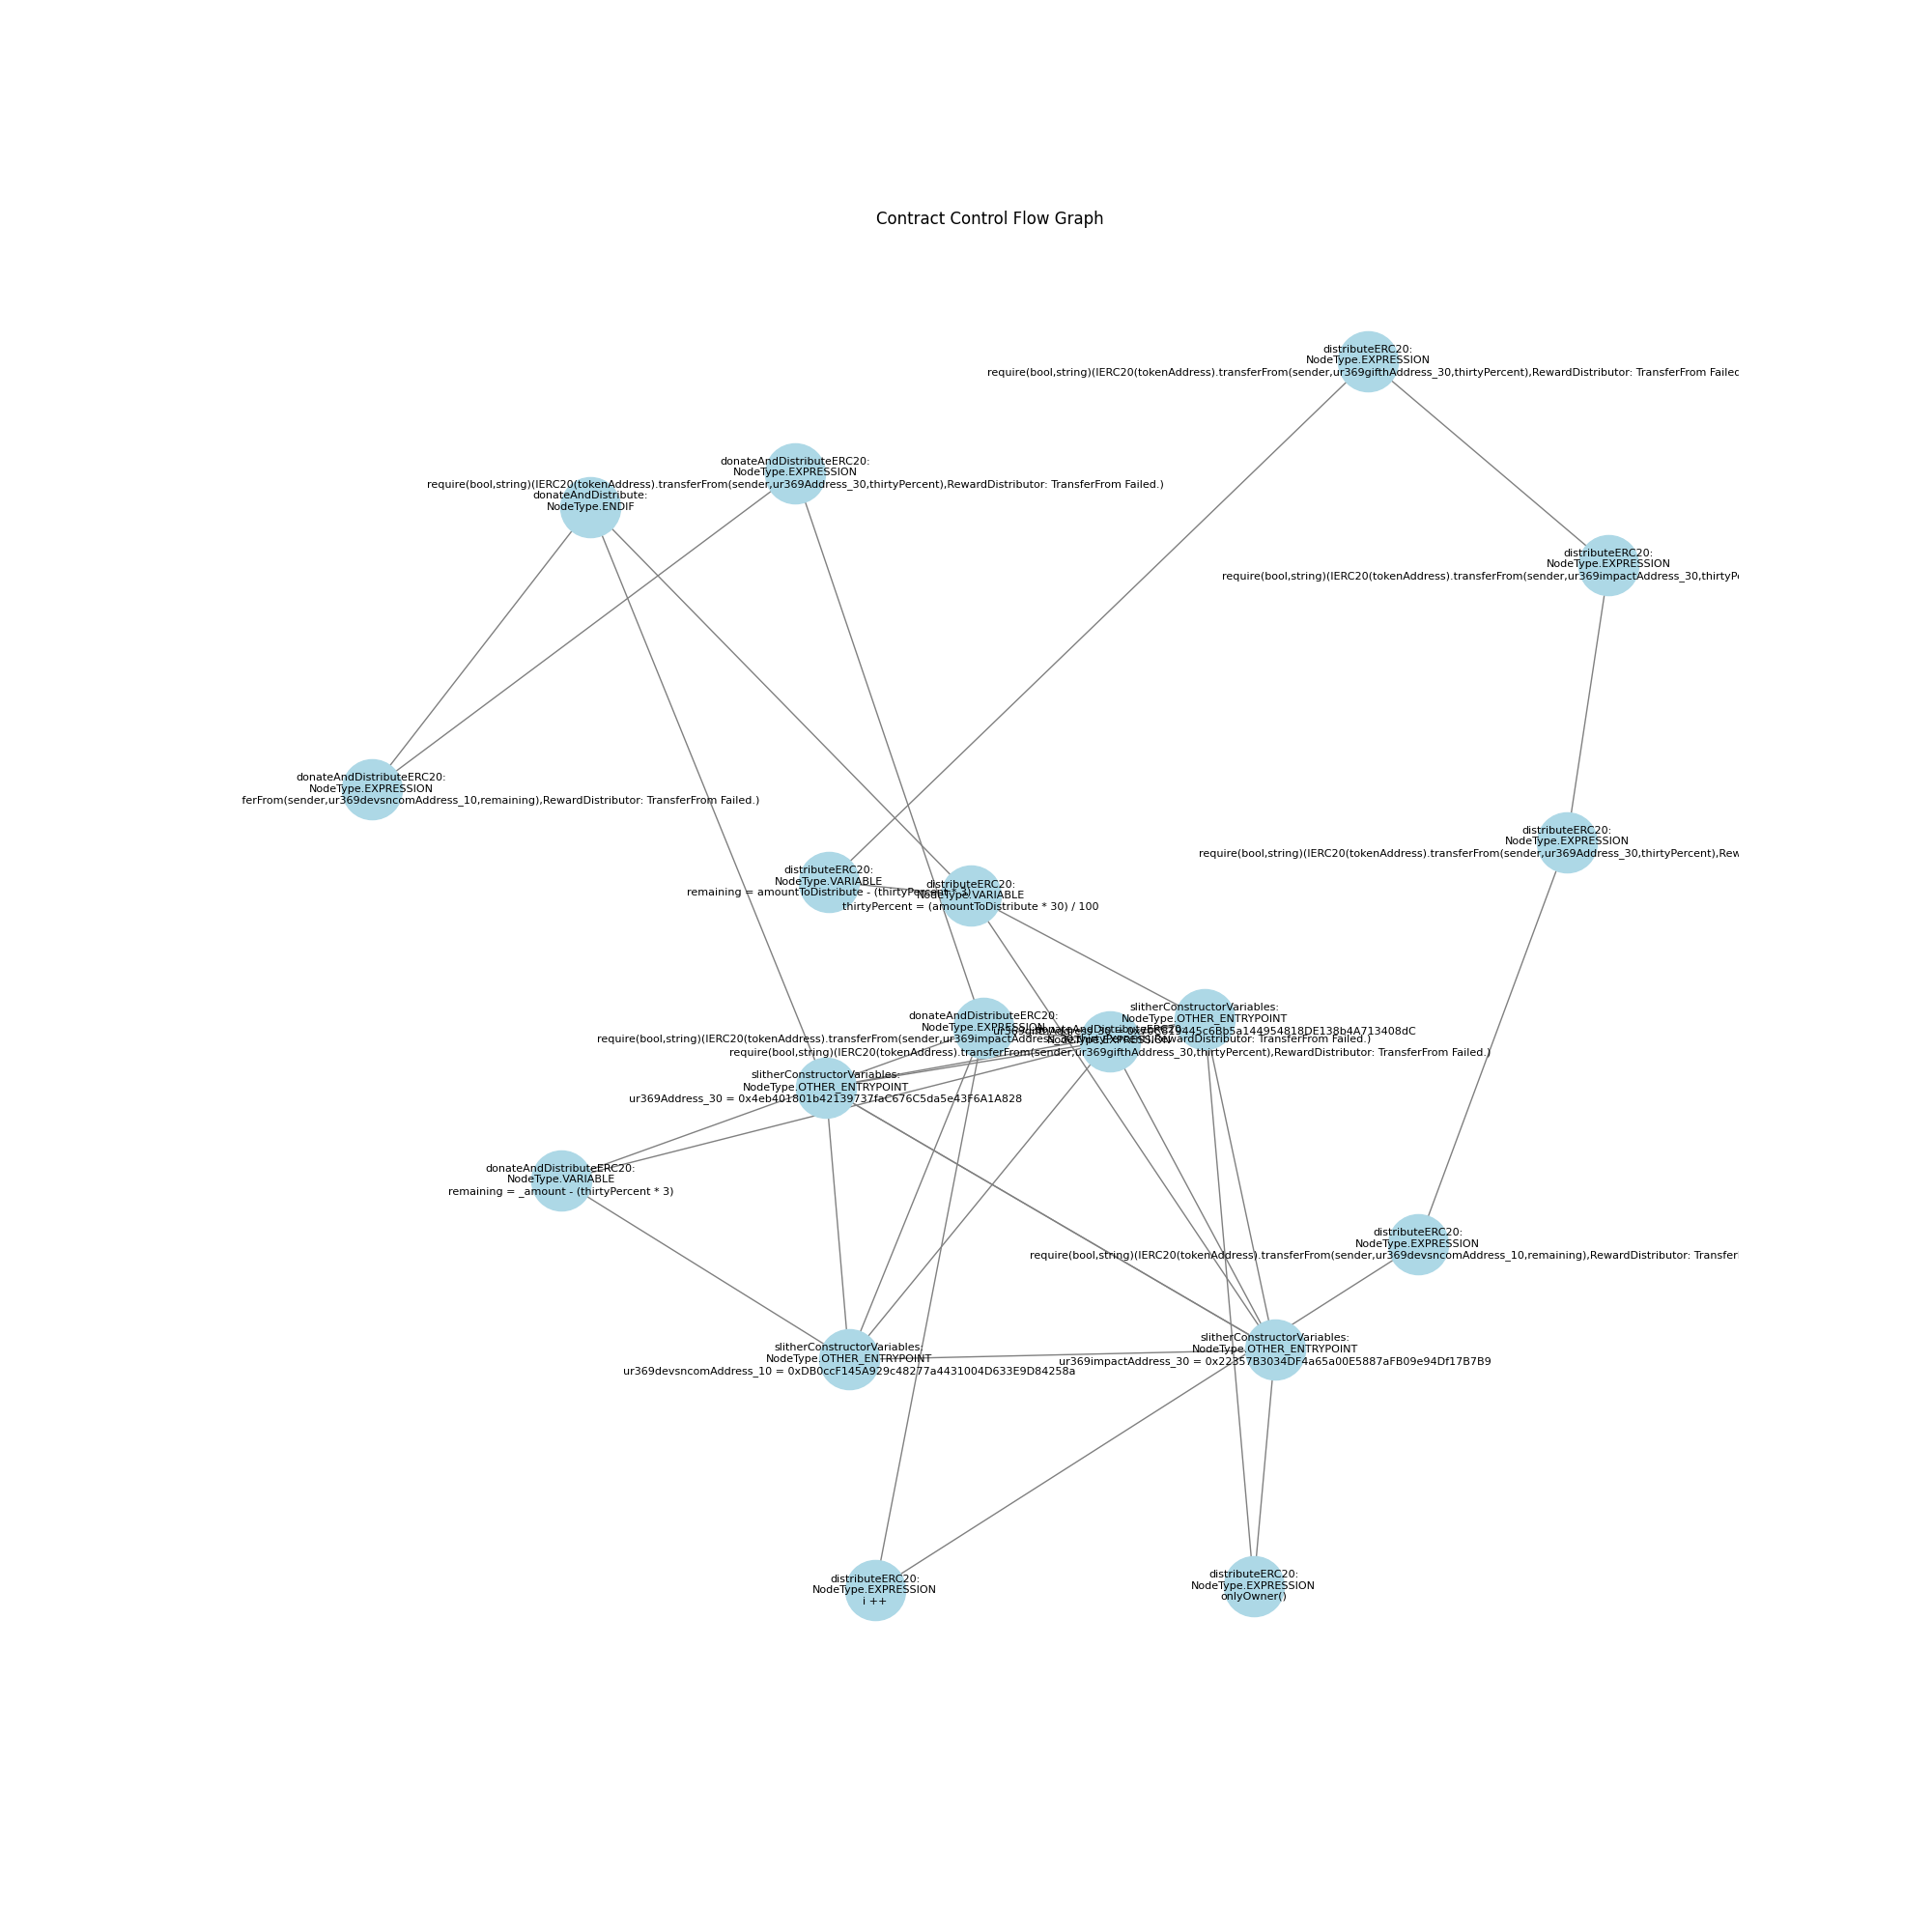 Contract Control Flow Graph
distributeERC20:
NodeType.EXPRESSION
require(bool,string)(IERC20(tokenAddress).transferFrom(sender,ur369gifthAddress_30,thirtyPercent),RewardDistributor: TransferFrom Failed
donateAndDistributeERC20:
NodeType.EXPRESSION
require(bool,string)(IERC20(tokenAddress).transferFrom(sender,ur369Address_30,thirtyPercent),RewardDistributor: TransferFrom Failed.)
donateAndDistribute:
NodeType.ENDIF
distributeERC20:
NodeType.EXPRESSION
require(bool,string)(IERC20(tokenAddress).transferFrom(sender,ur369impactAddress_30,thirtyPe
donateAndDistributeERC20:
NodeType.EXPRESSION
ferFrom(sender,ur369devsncomAddress_10,remaining),RewardDistributor: TransferFrom Failed.)
distributeERC20:
NodeType.EXPRESSION
require(bool,string)(IERC20(tokenAddress).transferFrom(sender,ur369Address_30,thirtyPercent),Rew
distributeERC20:
NodeType.VARIABLE
remaining = amountToDistribute - (thirtyPercent * 3)
distributeERC20:
NodeType.VARIABLE
thirtyPercent = (amountToDistribute * 30) / 100
slitherConstructorVariables:
NodeType.OTHER_ENTRYPOINT
donateAndDistributeERC20:
NodeType.EXPRESSION
require(bool,string)(IERC20(tokenAddress).transferFrom(sender,ur369impactAddress_30,thirtyPercent),RewardDistributor: TransferFrom Failed.)
donateAndDistributeERC20:
NodeType.EXPRESSION
require(bool,string)(IERC20(tokenAddress).transferFrom(sender,ur369gifthAddress_30,thirtyPercent),RewardDistributor: TransferFrom Failed.)
slitherConstructorVariables:
NodeType.OTHER_ENTRYPOINT
ur369Address_30 = 0x4eb401801b42139737faC676C5da5e43F6A1A828
donateAndDistributeERC20:
NodeType.VARIABLE
remaining = _amount - (thirtyPercent * 3)
distributeERC20:
NodeType.EXPRESSION
require(bool,string)(IERC20(tokenAddress).transferFrom(sender,ur369devsncomAddress_10,remaining),RewardDistributor: Transfer
slitherConstructorVariables:
NodeType.OTHER_ENTRYPOINT
ur369devsncomAddress_10 = 0xDB0ccF145A929c48277a4431004D633E9D84258a
slitherConstructorVariables:
NodeType.OTHER_ENTRYPOINT
ur369impactAddress_30 = 0x22357B3034DF4a65a00E5887aFB09e94Df17B7B9
distributeERC20:
NodeType.EXPRESSION
i ++
distributeERC20:
NodeType.EXPRESSION
onlyOwner()